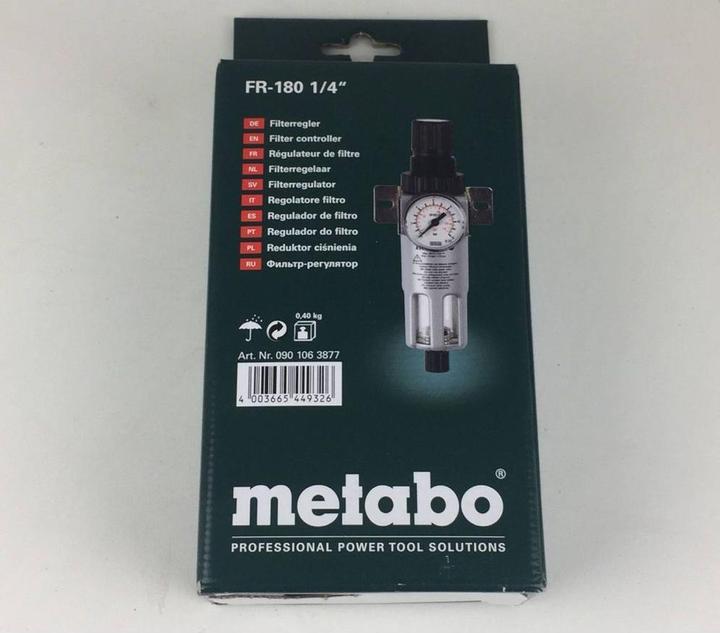 FR-180 1/4"
DE Filterregler
EN Filter controller
FR Régulateur de filtre
NL Filterregelaar
SV Filterregulator
IT Regolatore filtro
ES Regulador de filtro
PT Regulador do filtro
PL Reduktor ciśnienia
RU Фильтр-регулятор
0,40 kg
Art. Nr. 090 106 3877
4 003665 449326
metabo®
PROFESSIONAL POWER TOOL SOLUTIONS